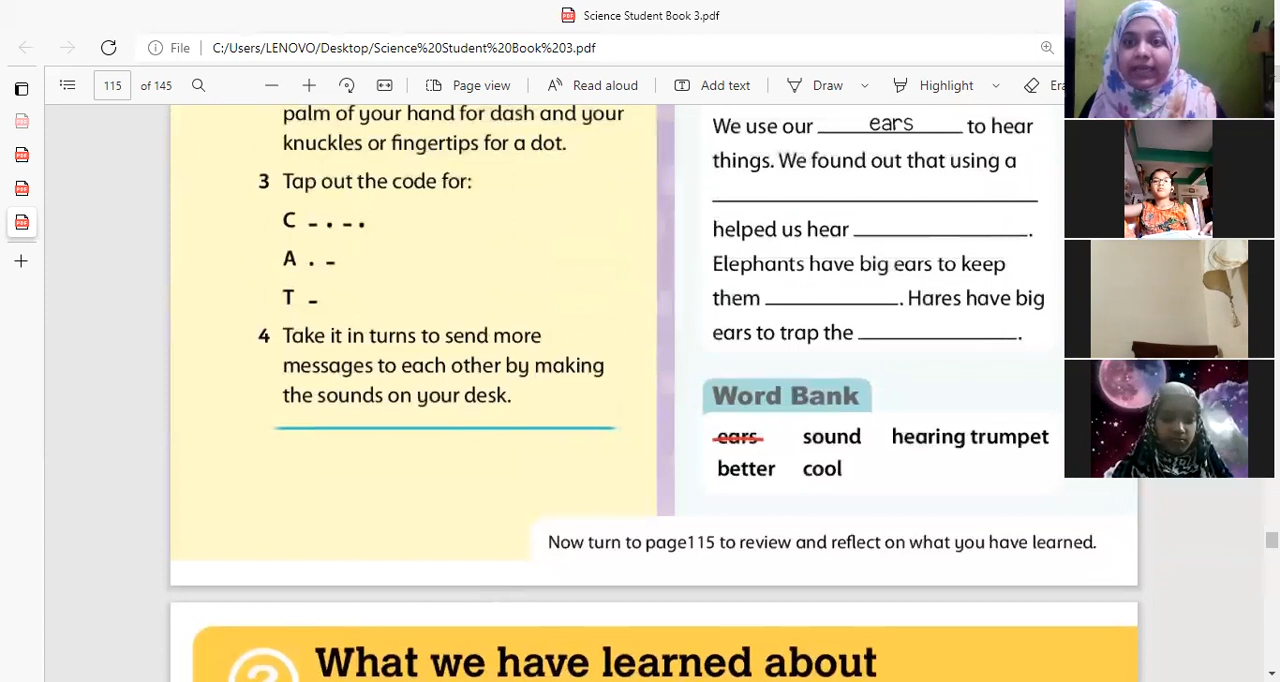 Science Student Book 3.pdf
File C:/Users/LENOVO/Desktop/Science%20Student%20Book%203.pdf
115 of 145 Page view Read aloud Add text Draw Highlight
palm of your hand for dash and your
knuckles or fingertips for a dot.
3 Tap out the code for:
C – . – .
A . –
T –
4 Take it in turns to send more
messages to each other by making
the sounds on your desk.
We use our ___ears___ to hear
things. We found out that using a
____________
helped us hear ____________.
Elephants have big ears to keep
them ____________. Hares have big
ears to trap the ____________.
Word Bank
ears sound hearing trumpet
better cool
Now turn to page115 to review and reflect on what you have learned.
? What we have learned about